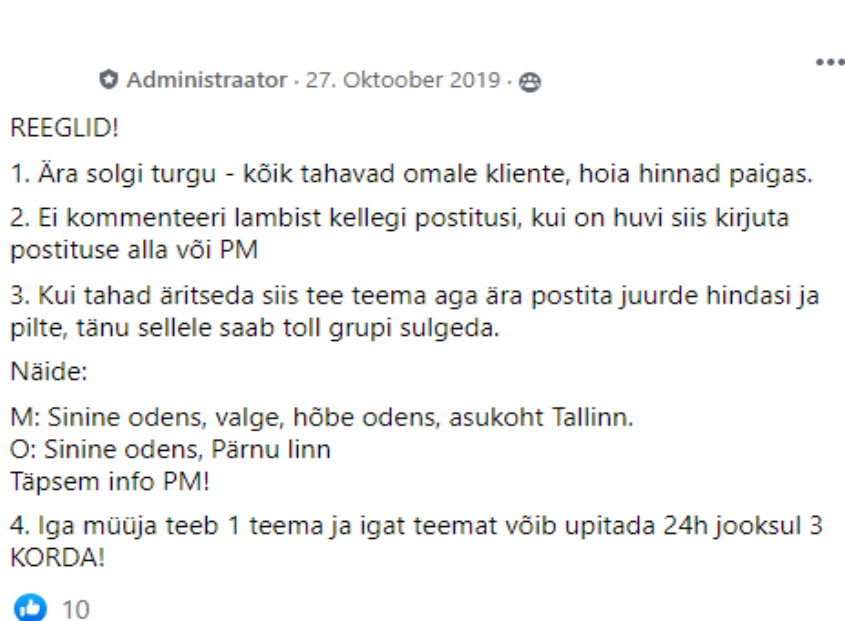 Administraator · 27. Oktoober 2019 ·
REEGLID!
1. Ära solgi turgu - kõik tahavad omale kliente, hoia hinnad paigas.
2. Ei kommenteeri lambist kellegi postitusi, kui on huvi siis kirjuta
postituse alla või PM
3. Kui tahad äritseda siis tee teema aga ära postita juurde hindasi ja
pilte, tänu sellele saab toll grupi sulgeda.
Näide:
M: Sinine odens, valge, hõbe odens, asukoht Tallinn.
O: Sinine odens, Pärnu linn
Täpsem info PM!
4. Iga müüja teeb 1 teema ja igat teemat võib upitada 24h jooksul 3
KORDA!
10